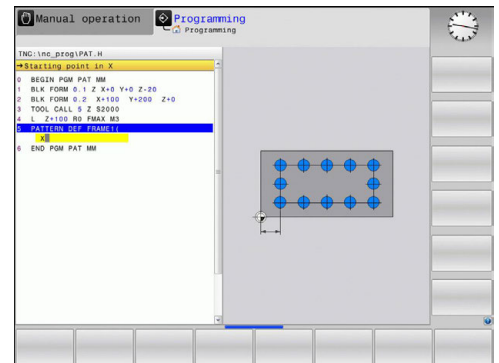 Manual operation
Programming
Programming
TNC:\nc_prog\PAT.H
→Starting point in X
0 BEGIN PGM PAT MM
1 BLK FORM 0.1 Z X+0 Y+0 Z-20
2 BLK FORM 0.2 X+100 Y+200 Z+0
3 TOOL CALL 5 Z S2000
4 L Z+100 R0 FMAX M3
5 PATTERN DEF FRAME1(
X
6 END PGM PAT MM